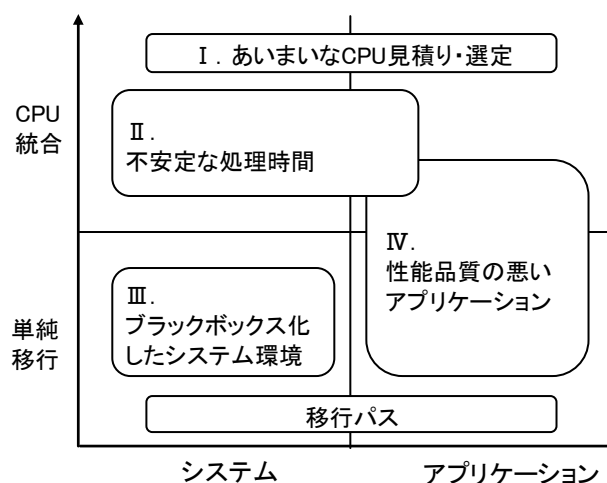 Ⅰ．あいまいなCPU見積り・選定
CPU
統合
Ⅱ．
不安定な処理時間
Ⅳ．
性能品質の悪い
アプリケーション
Ⅲ．
ブラックボックス化
したシステム環境
単純
移行
移行パス
システム
アプリケーション